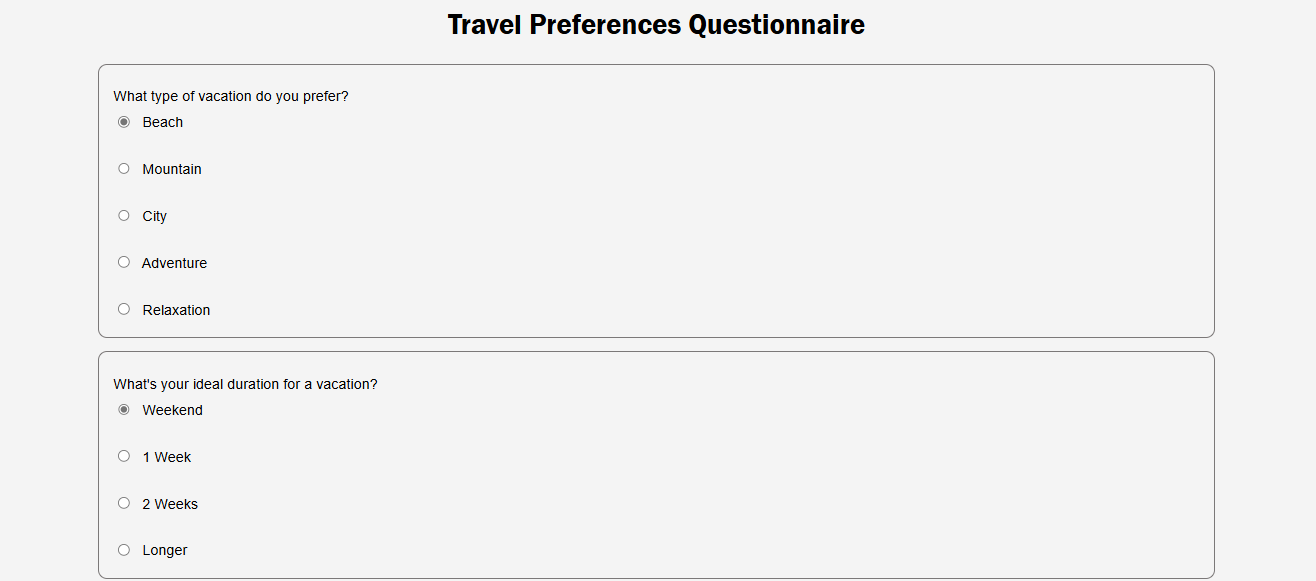 Travel Preferences Questionnaire
What type of vacation do you prefer?
Beach
Mountain
City
Adventure
Relaxation
What's your ideal duration for a vacation?
Weekend
1 Week
2 Weeks
Longer